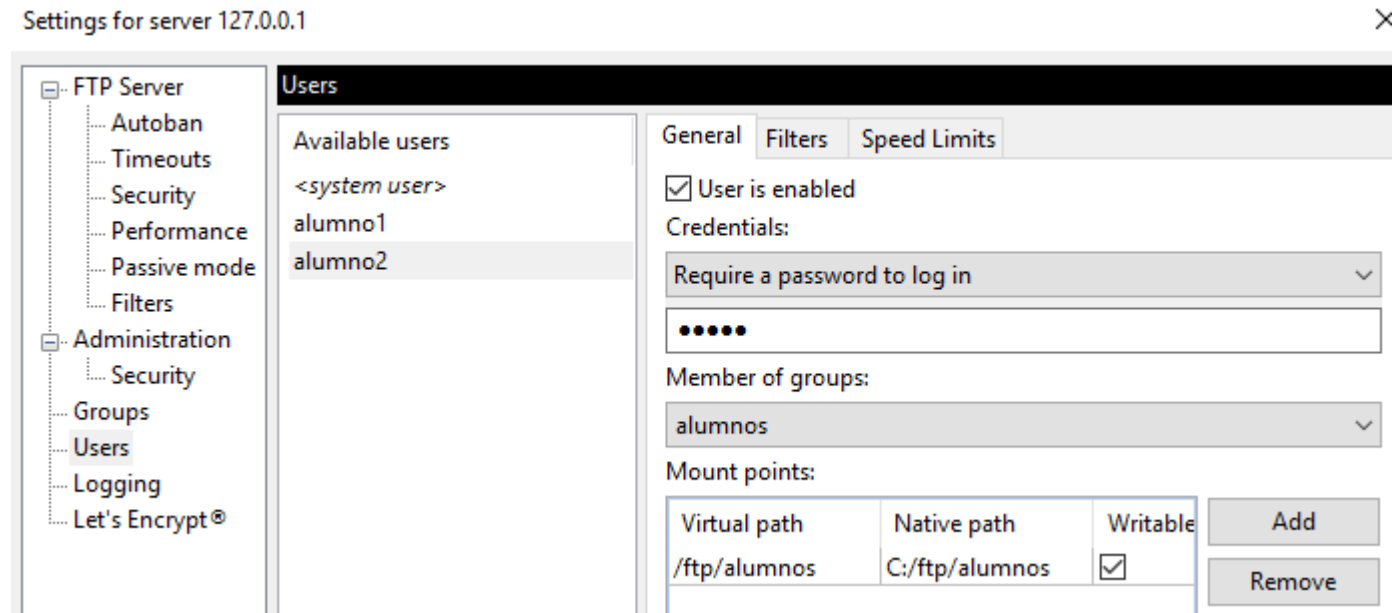 Settings for server 127.0.0.1
FTP Server
Autoban
Timeouts
Security
Performance
Passive mode
Filters
Administration
Security
Groups
Users
Logging
Let's Encrypt®
Users
Available users
<system user>
alumno1
alumno2
General Filters Speed Limits
User is enabled
Credentials:
Require a password to log in
•••••
Member of groups:
alumnos
Mount points:
Virtual path Native path Writable
/ftp/alumnos C:/ftp/alumnos
Add
Remove